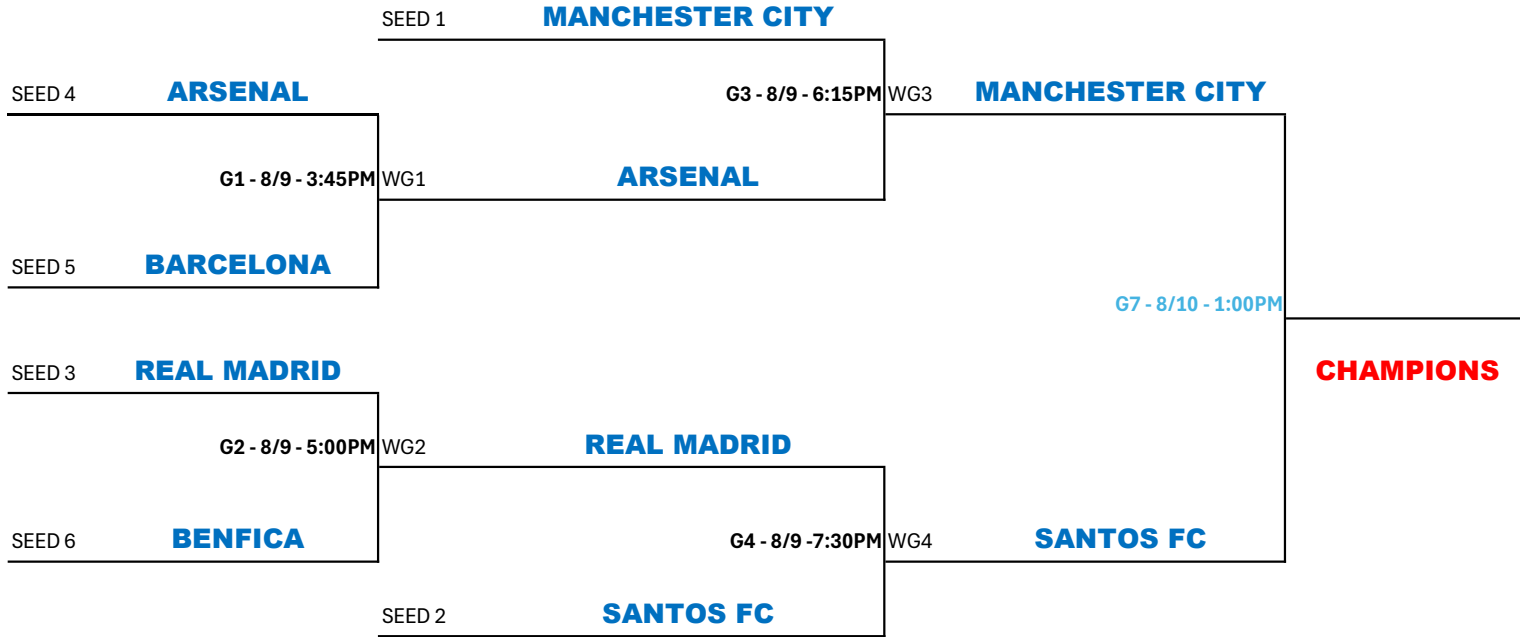 SEED 1 MANCHESTER CITY
SEED 4 ARSENAL
G3 - 8/9 - 6:15PM WG3 MANCHESTER CITY
G1 - 8/9 - 3:45PM WG1 ARSENAL
SEED 5 BARCELONA
G7 - 8/10 - 1:00PM
SEED 3 REAL MADRID
CHAMPIONS
G2 - 8/9 - 5:00PM WG2 REAL MADRID
SEED 6 BENFICA
G4 - 8/9 -7:30PM WG4 SANTOS FC
SEED 2 SANTOS FC